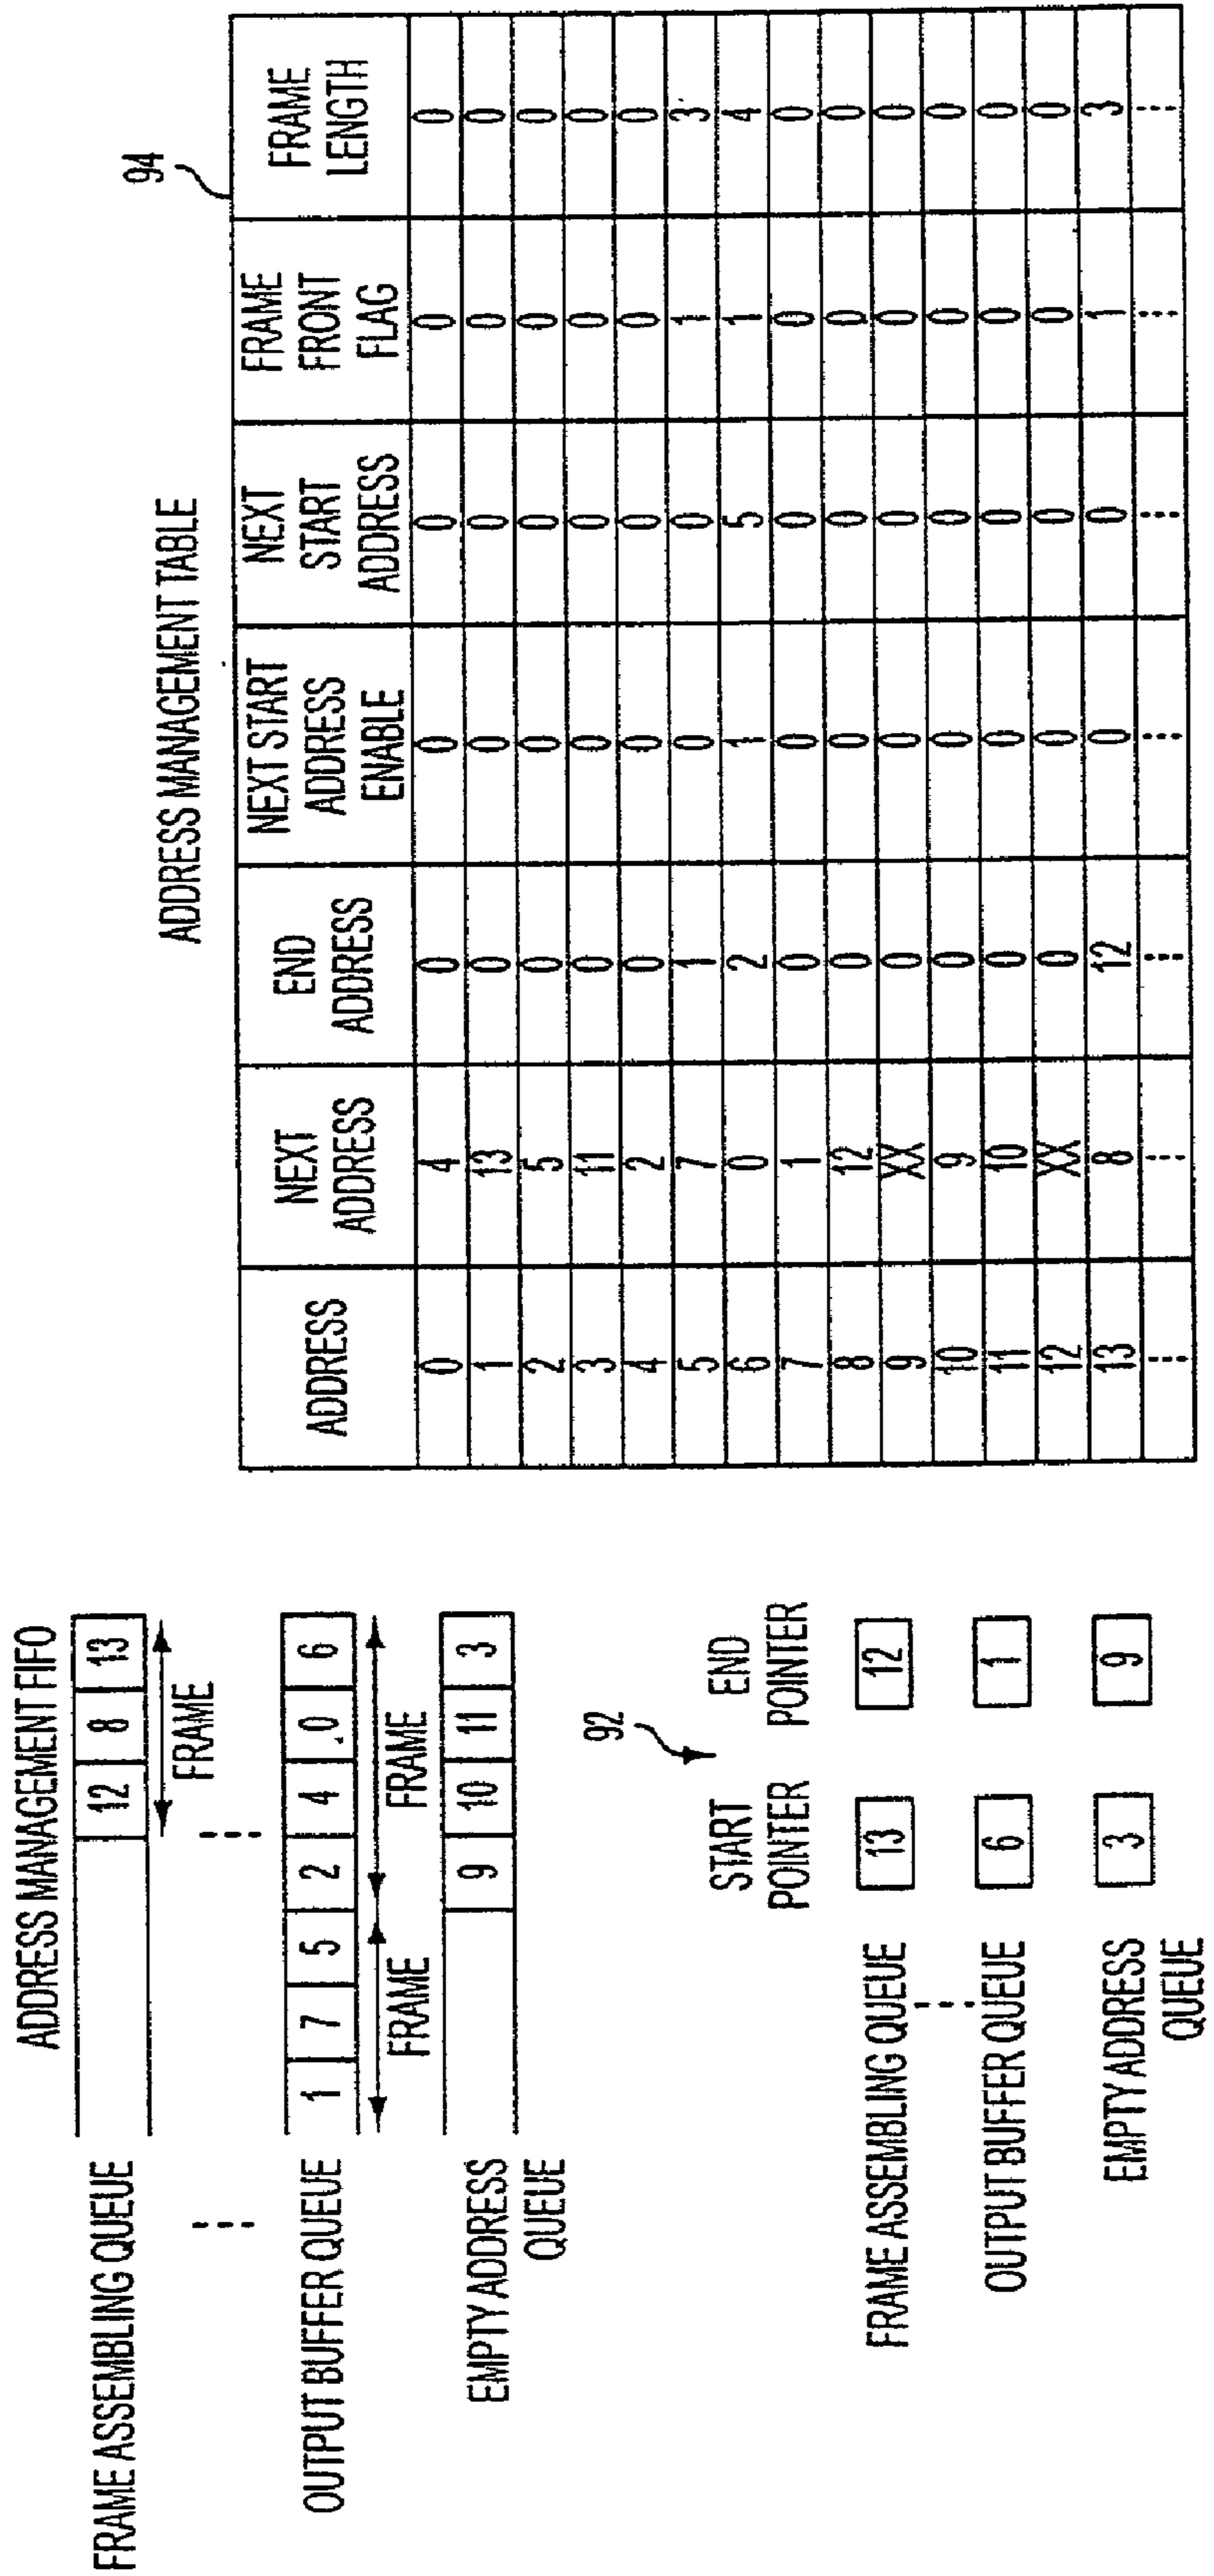 ADDRESS MANAGEMENT FIFO
FRAME ASSEMBLING QUEUE
12 8 13
FRAME
OUTPUT BUFFER QUEUE
1 7 5 2 4 0 6
FRAME FRAME
EMPTY ADDRESS
QUEUE
9 10 11 3
92
START
POINTER
END
POINTER
FRAME ASSEMBLING QUEUE 13 12
OUTPUT BUFFER QUEUE 6 1
EMPTY ADDRESS
QUEUE
3 9
94
ADDRESS MANAGEMENT TABLE
ADDRESS
NEXT
ADDRESS
END
ADDRESS
NEXT START
ADDRESS
ENABLE
NEXT
START
ADDRESS
FRAME
FRONT
FLAG
FRAME
LENGTH
0 4 0 0 0 0 0
1 13 0 0 0 0 0
2 5 0 0 0 0 0
3 11 0 0 0 0 0
4 2 0 0 0 0 0
5 7 1 0 0 1 3
6 0 2 1 5 1 4
7 1 0 0 0 0 0
8 12 0 0 0 0 0
9 XX 0 0 0 0 0
10 9 0 0 0 0 0
11 10 0 0 0 0 0
12 XX 0 0 0 0 0
13 8 12 0 0 1 3